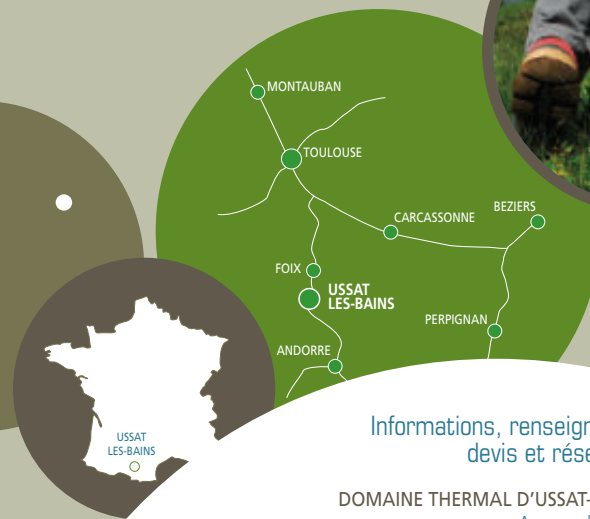 MONTAUBAN
TOULOUSE
BEZIERS
CARCASSONNE
FOIX
USSAT
LES-BAINS
PERPIGNAN
ANDORRE
USSAT
LES-BAINS
Informations, renseign
devis et rése
DOMAINE THERMAL D'USSAT-